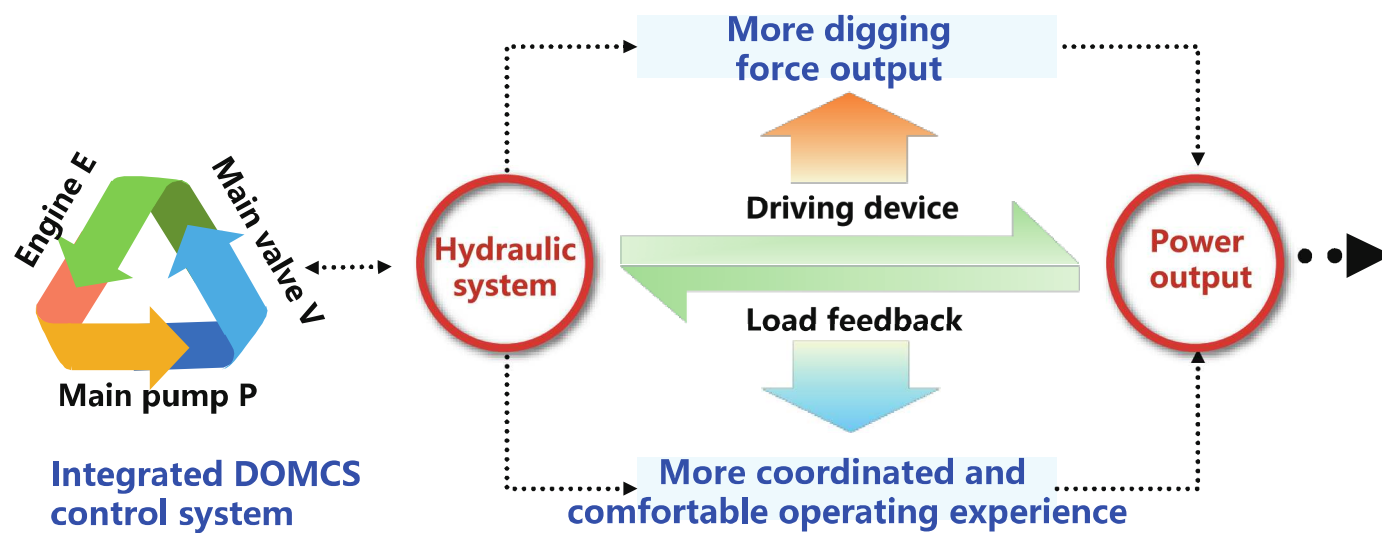 More digging
force output
Engine E
Main valve V
Main pump P
Integrated DOMCS
control system
Hydraulic
system
Driving device
Load feedback
Power
output
More coordinated and
comfortable operating experience